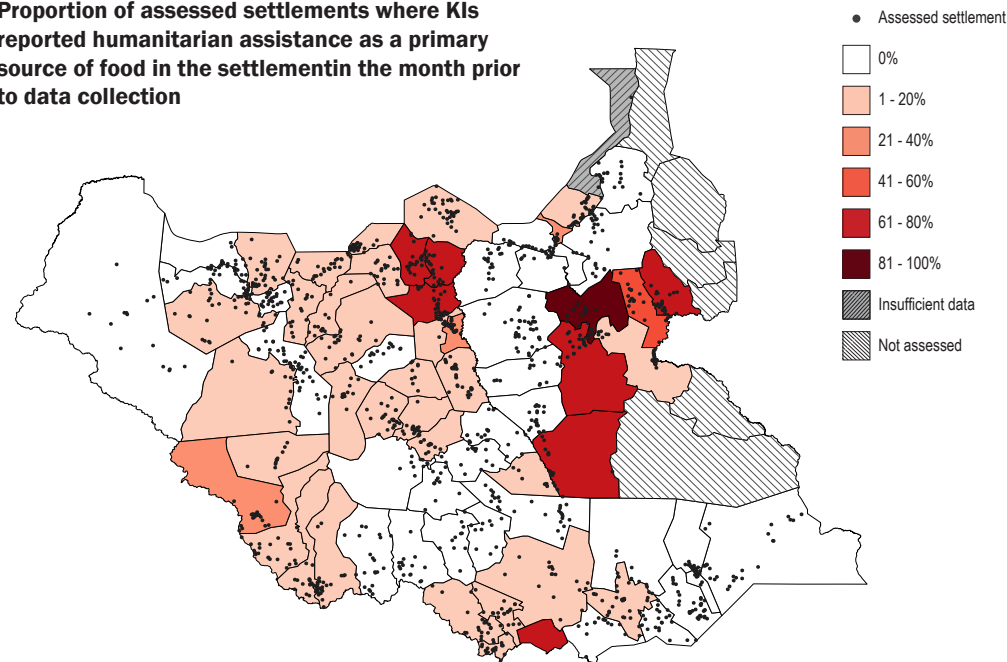 Proportion of assessed settlements where KIs
reported humanitarian assistance as a primary
source of food in the settlementin the month prior
to data collection
Assessed settlement
0%
1 - 20%
21 - 40%
41 - 60%
61 - 80%
81 - 100%
Insufficient data
Not assessed